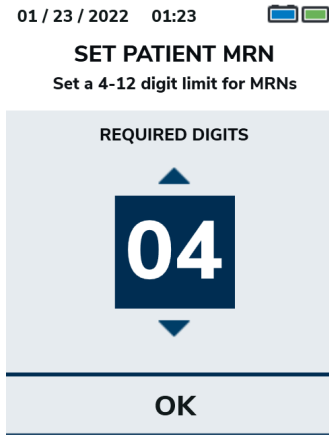 01 / 23 / 2022 01:23
SET PATIENT MRN
Set a 4-12 digit limit for MRNs
REQUIRED DIGITS
04
OK